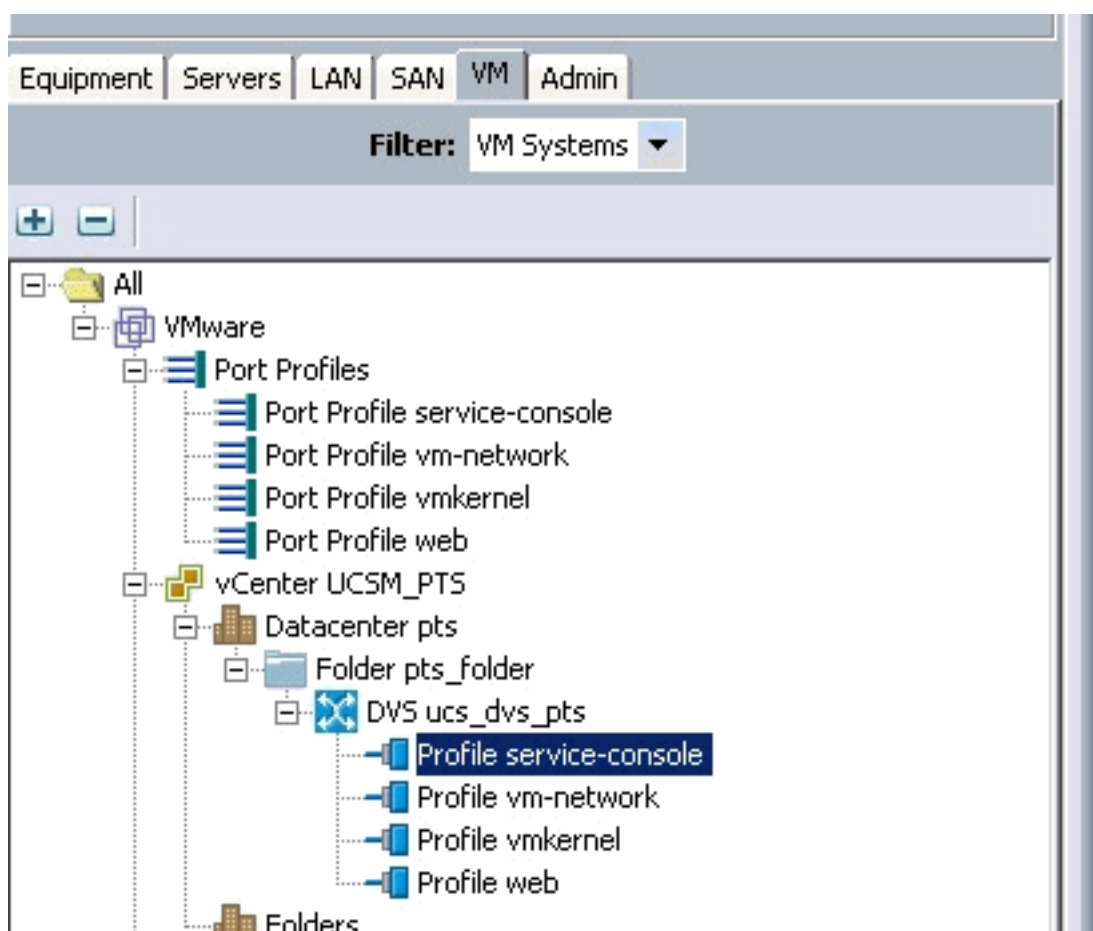 Equipment Servers LAN SAN VM Admin
Filter: VM Systems
All
VMware
Port Profiles
Port Profile service-console
Port Profile vm-network
Port Profile vmkernel
Port Profile web
vCenter UCSM_PTS
Datacenter pts
Folder pts_folder
DVS ucs_dvs_pts
Profile service-console
Profile vm-network
Profile vmkernel
Profile web
Folders